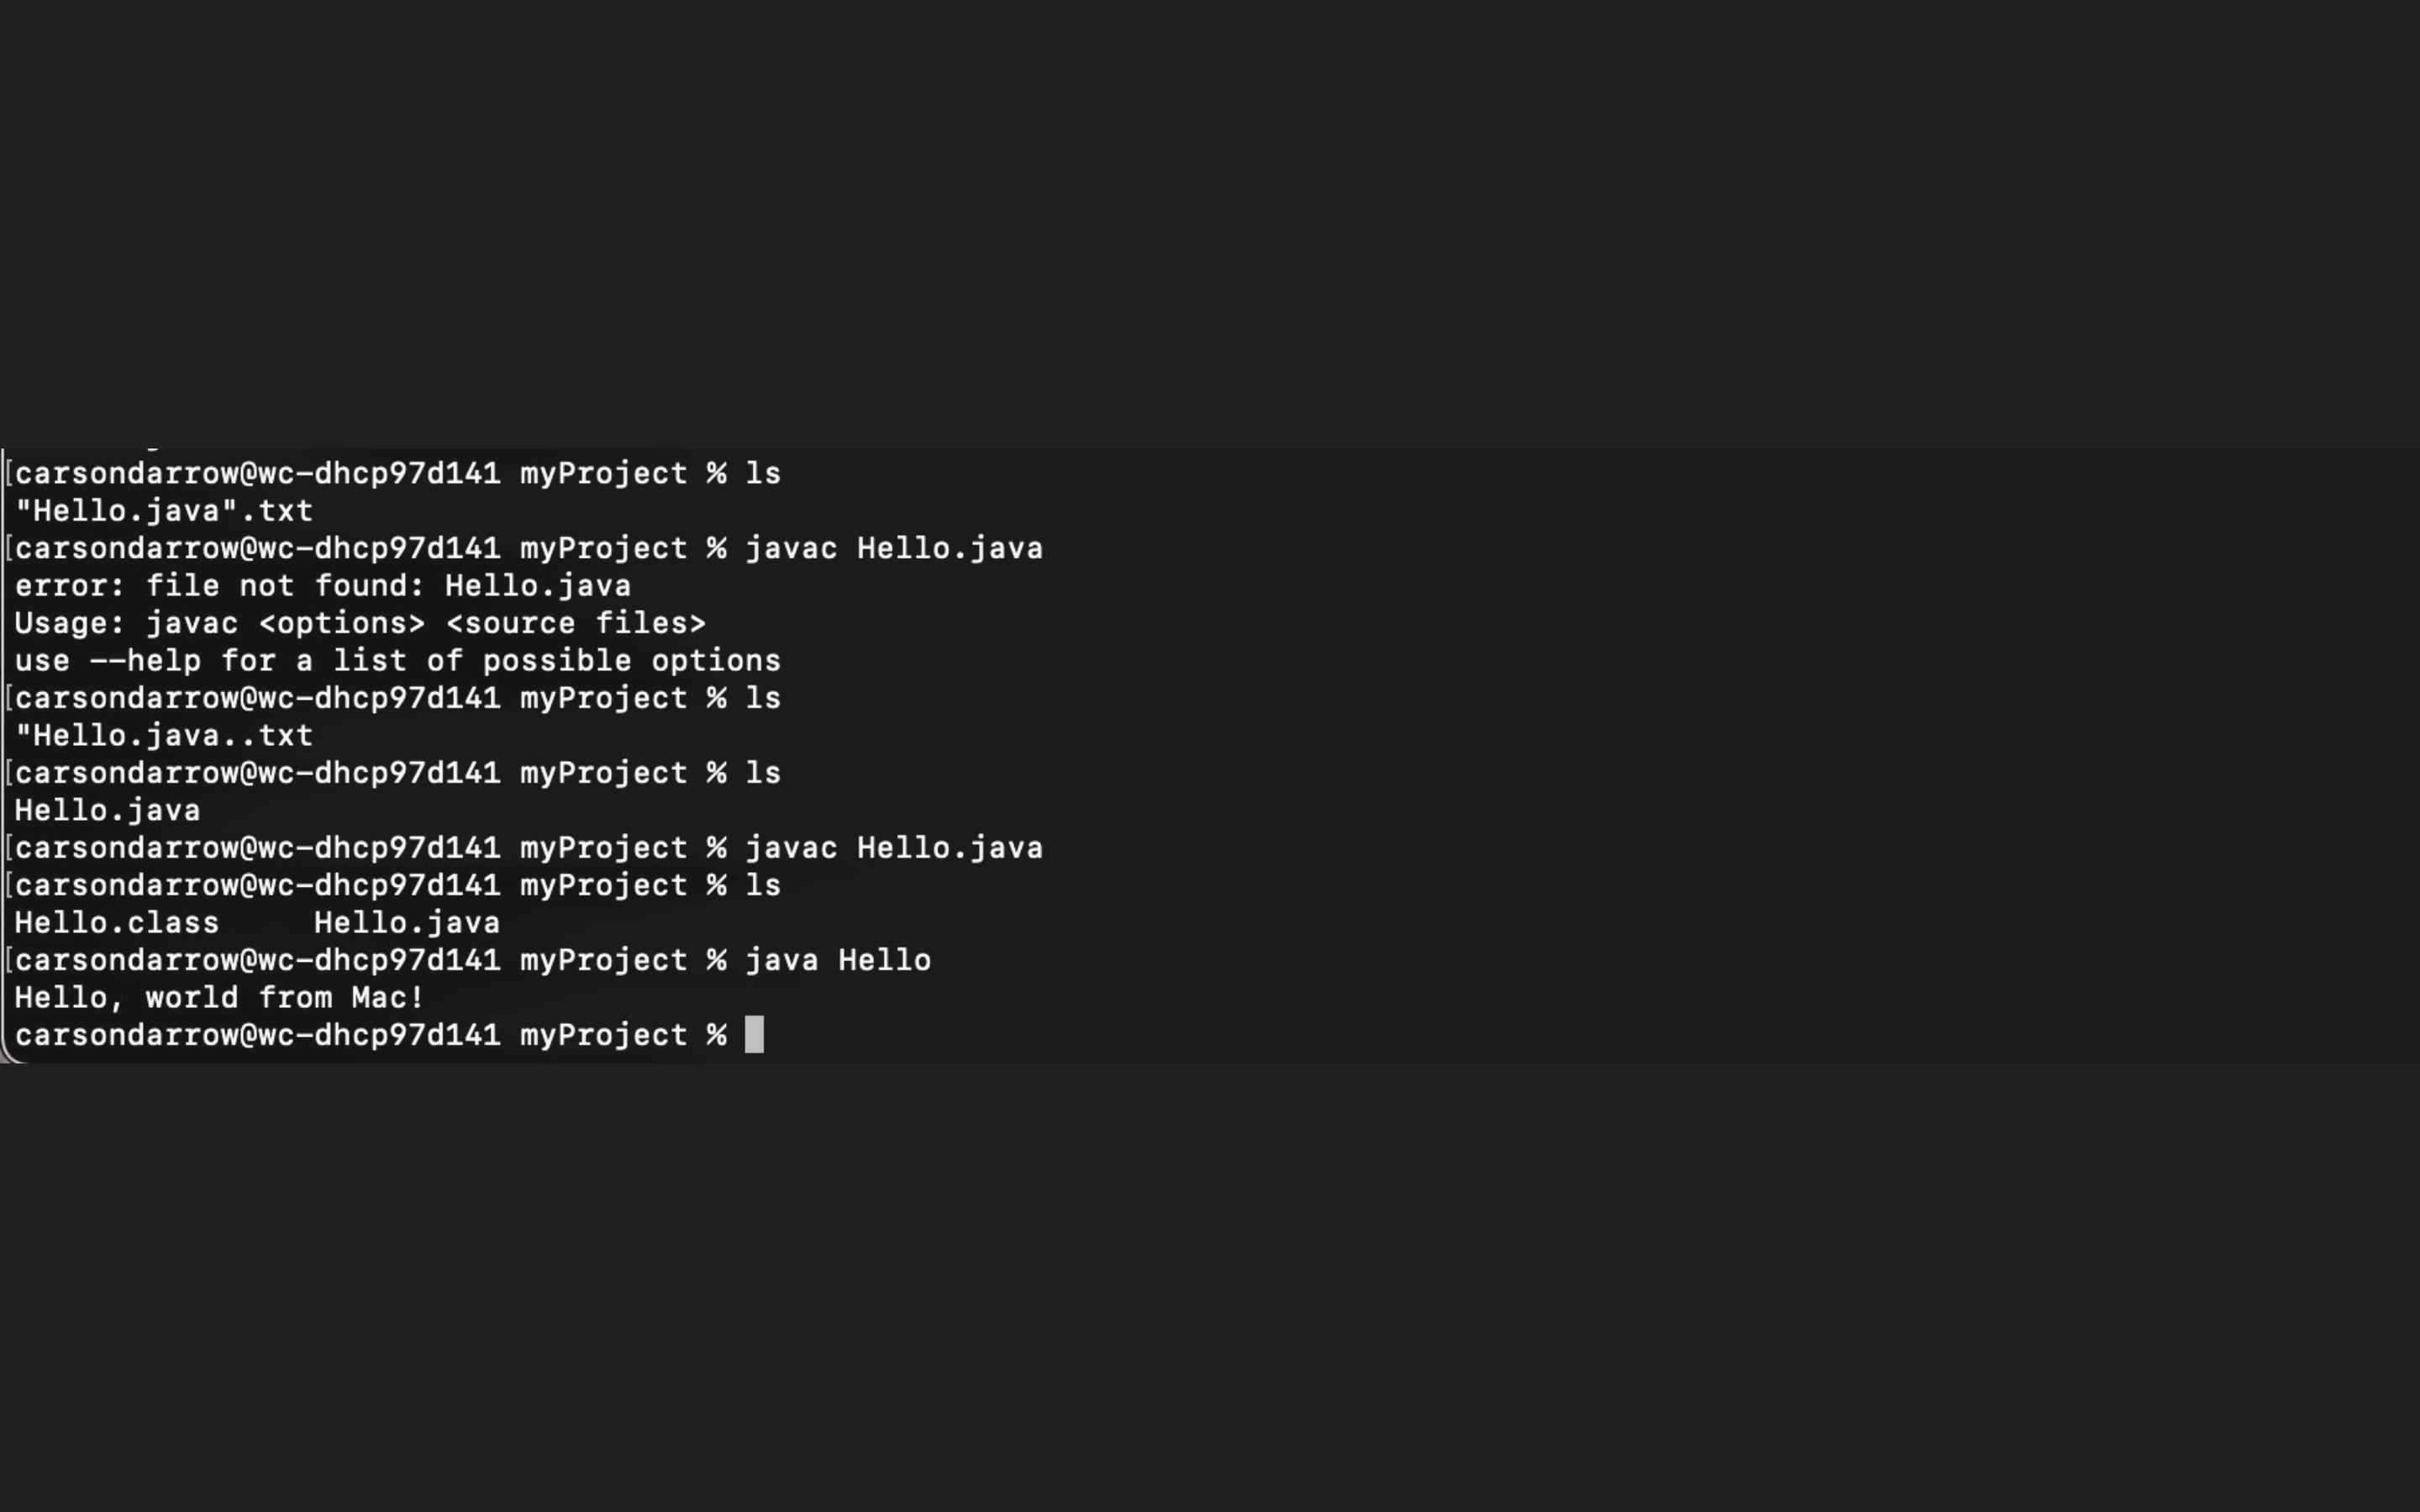 [carsondarrow@wc-dhcp97d141 myProject % ls
"Hello.java".txt
[carsondarrow@wc-dhcp97d141 myProject % javac Hello.java
error: file not found: Hello.java
Usage: javac <options> <source files>
use --help for a list of possible options
[carsondarrow@wc-dhcp97d141 myProject % ls
"Hello.java..txt
[carsondarrow@wc-dhcp97d141 myProject % ls
Hello.java
[carsondarrow@wc-dhcp97d141 myProject % javac Hello.java
[carsondarrow@wc-dhcp97d141 myProject % ls
Hello.class     Hello.java
[carsondarrow@wc-dhcp97d141 myProject % java Hello
Hello, world from Mac!
carsondarrow@wc-dhcp97d141 myProject %